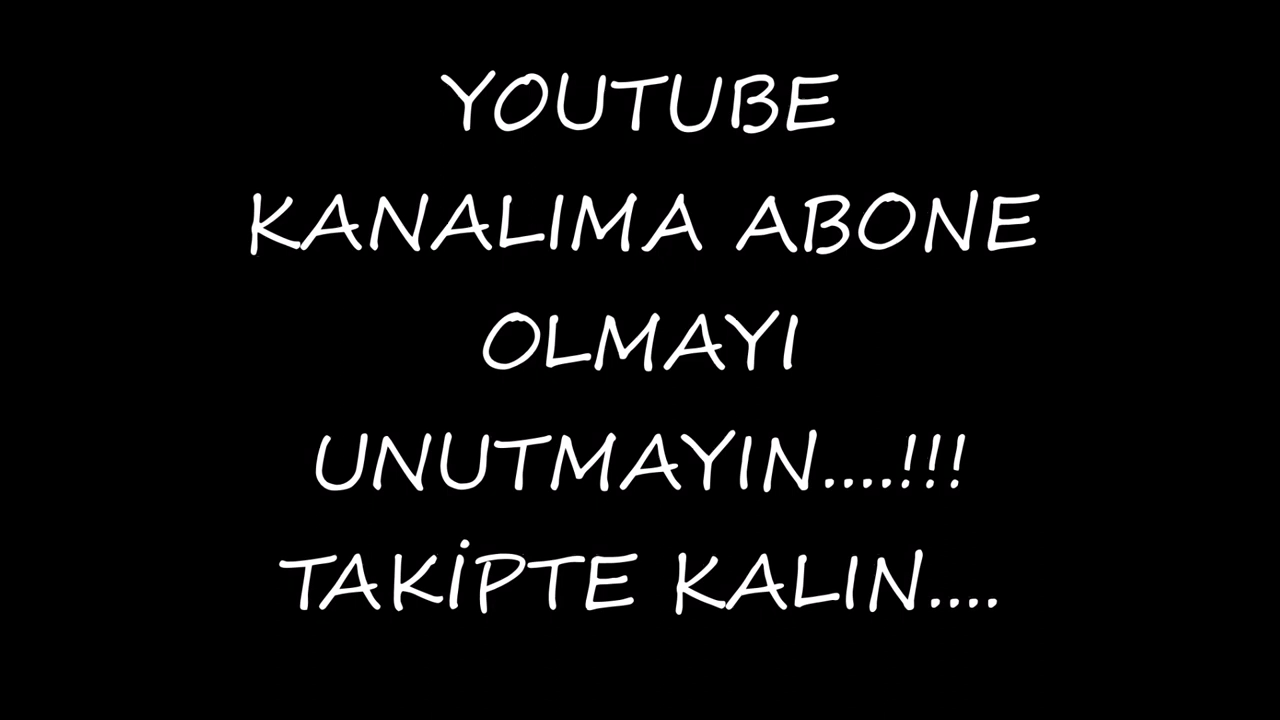 YOUTUBE
KANALIMA ABONE
OLMAYI
UNUTMAYIN....!!!
TAKİPTE KALIN....